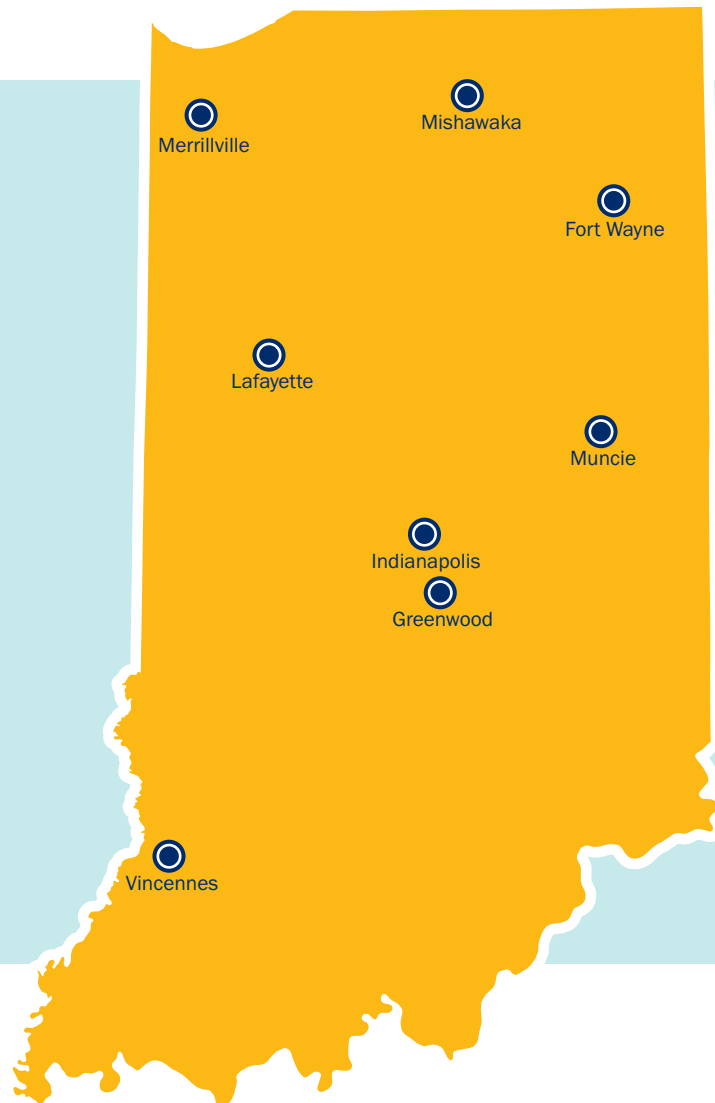 Mishawaka
Merrillville
Fort Wayne
Lafayette
Muncie
Indianapolis
Greenwood
Vincennes